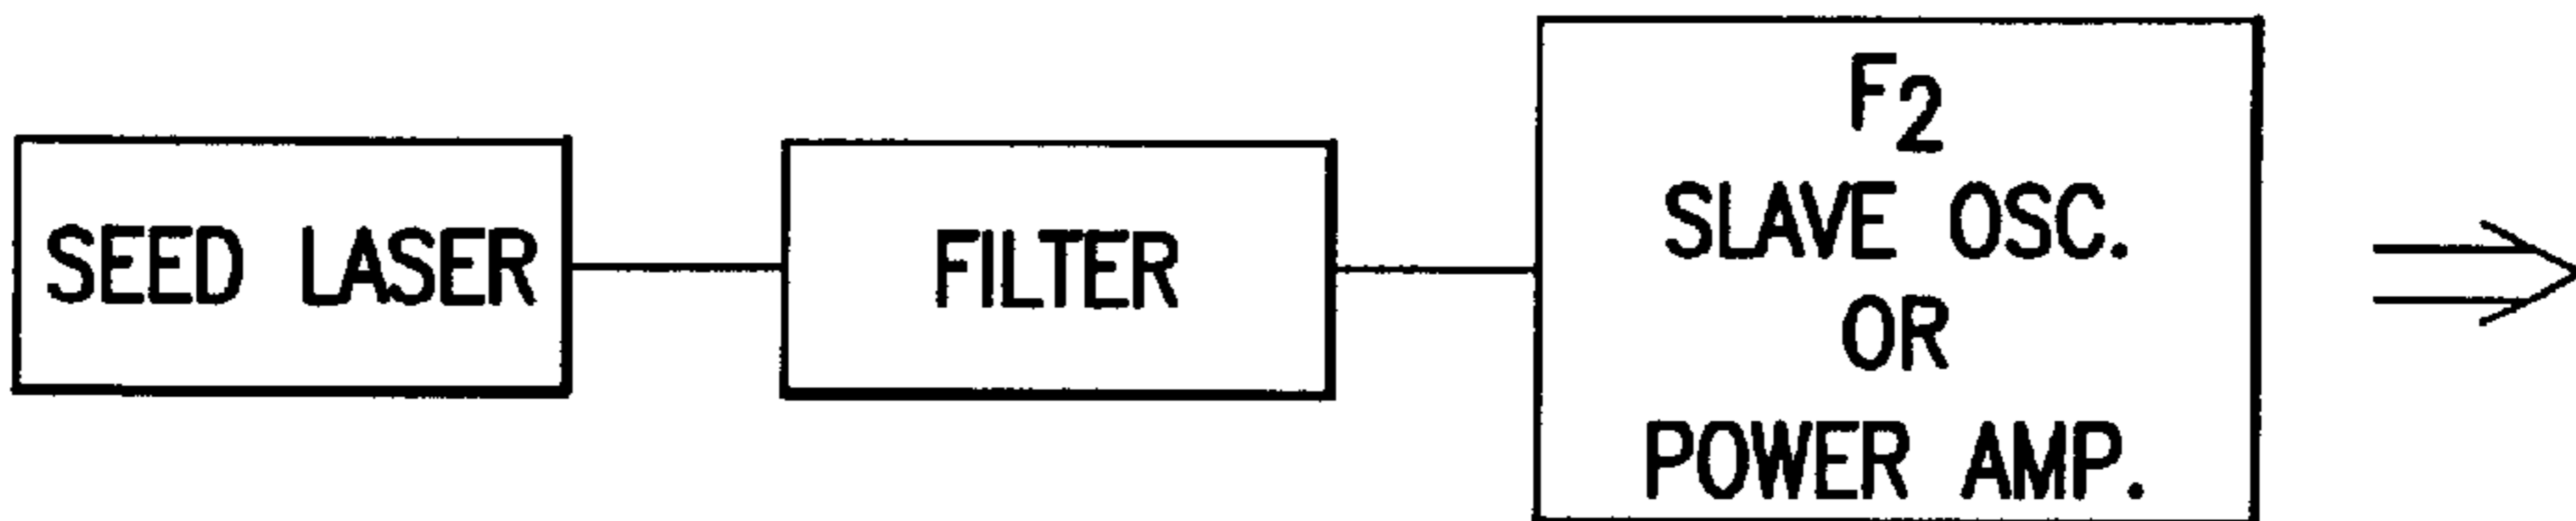 SEED LASER
FILTER
F2
SLAVE OSC.
OR
POWER AMP.